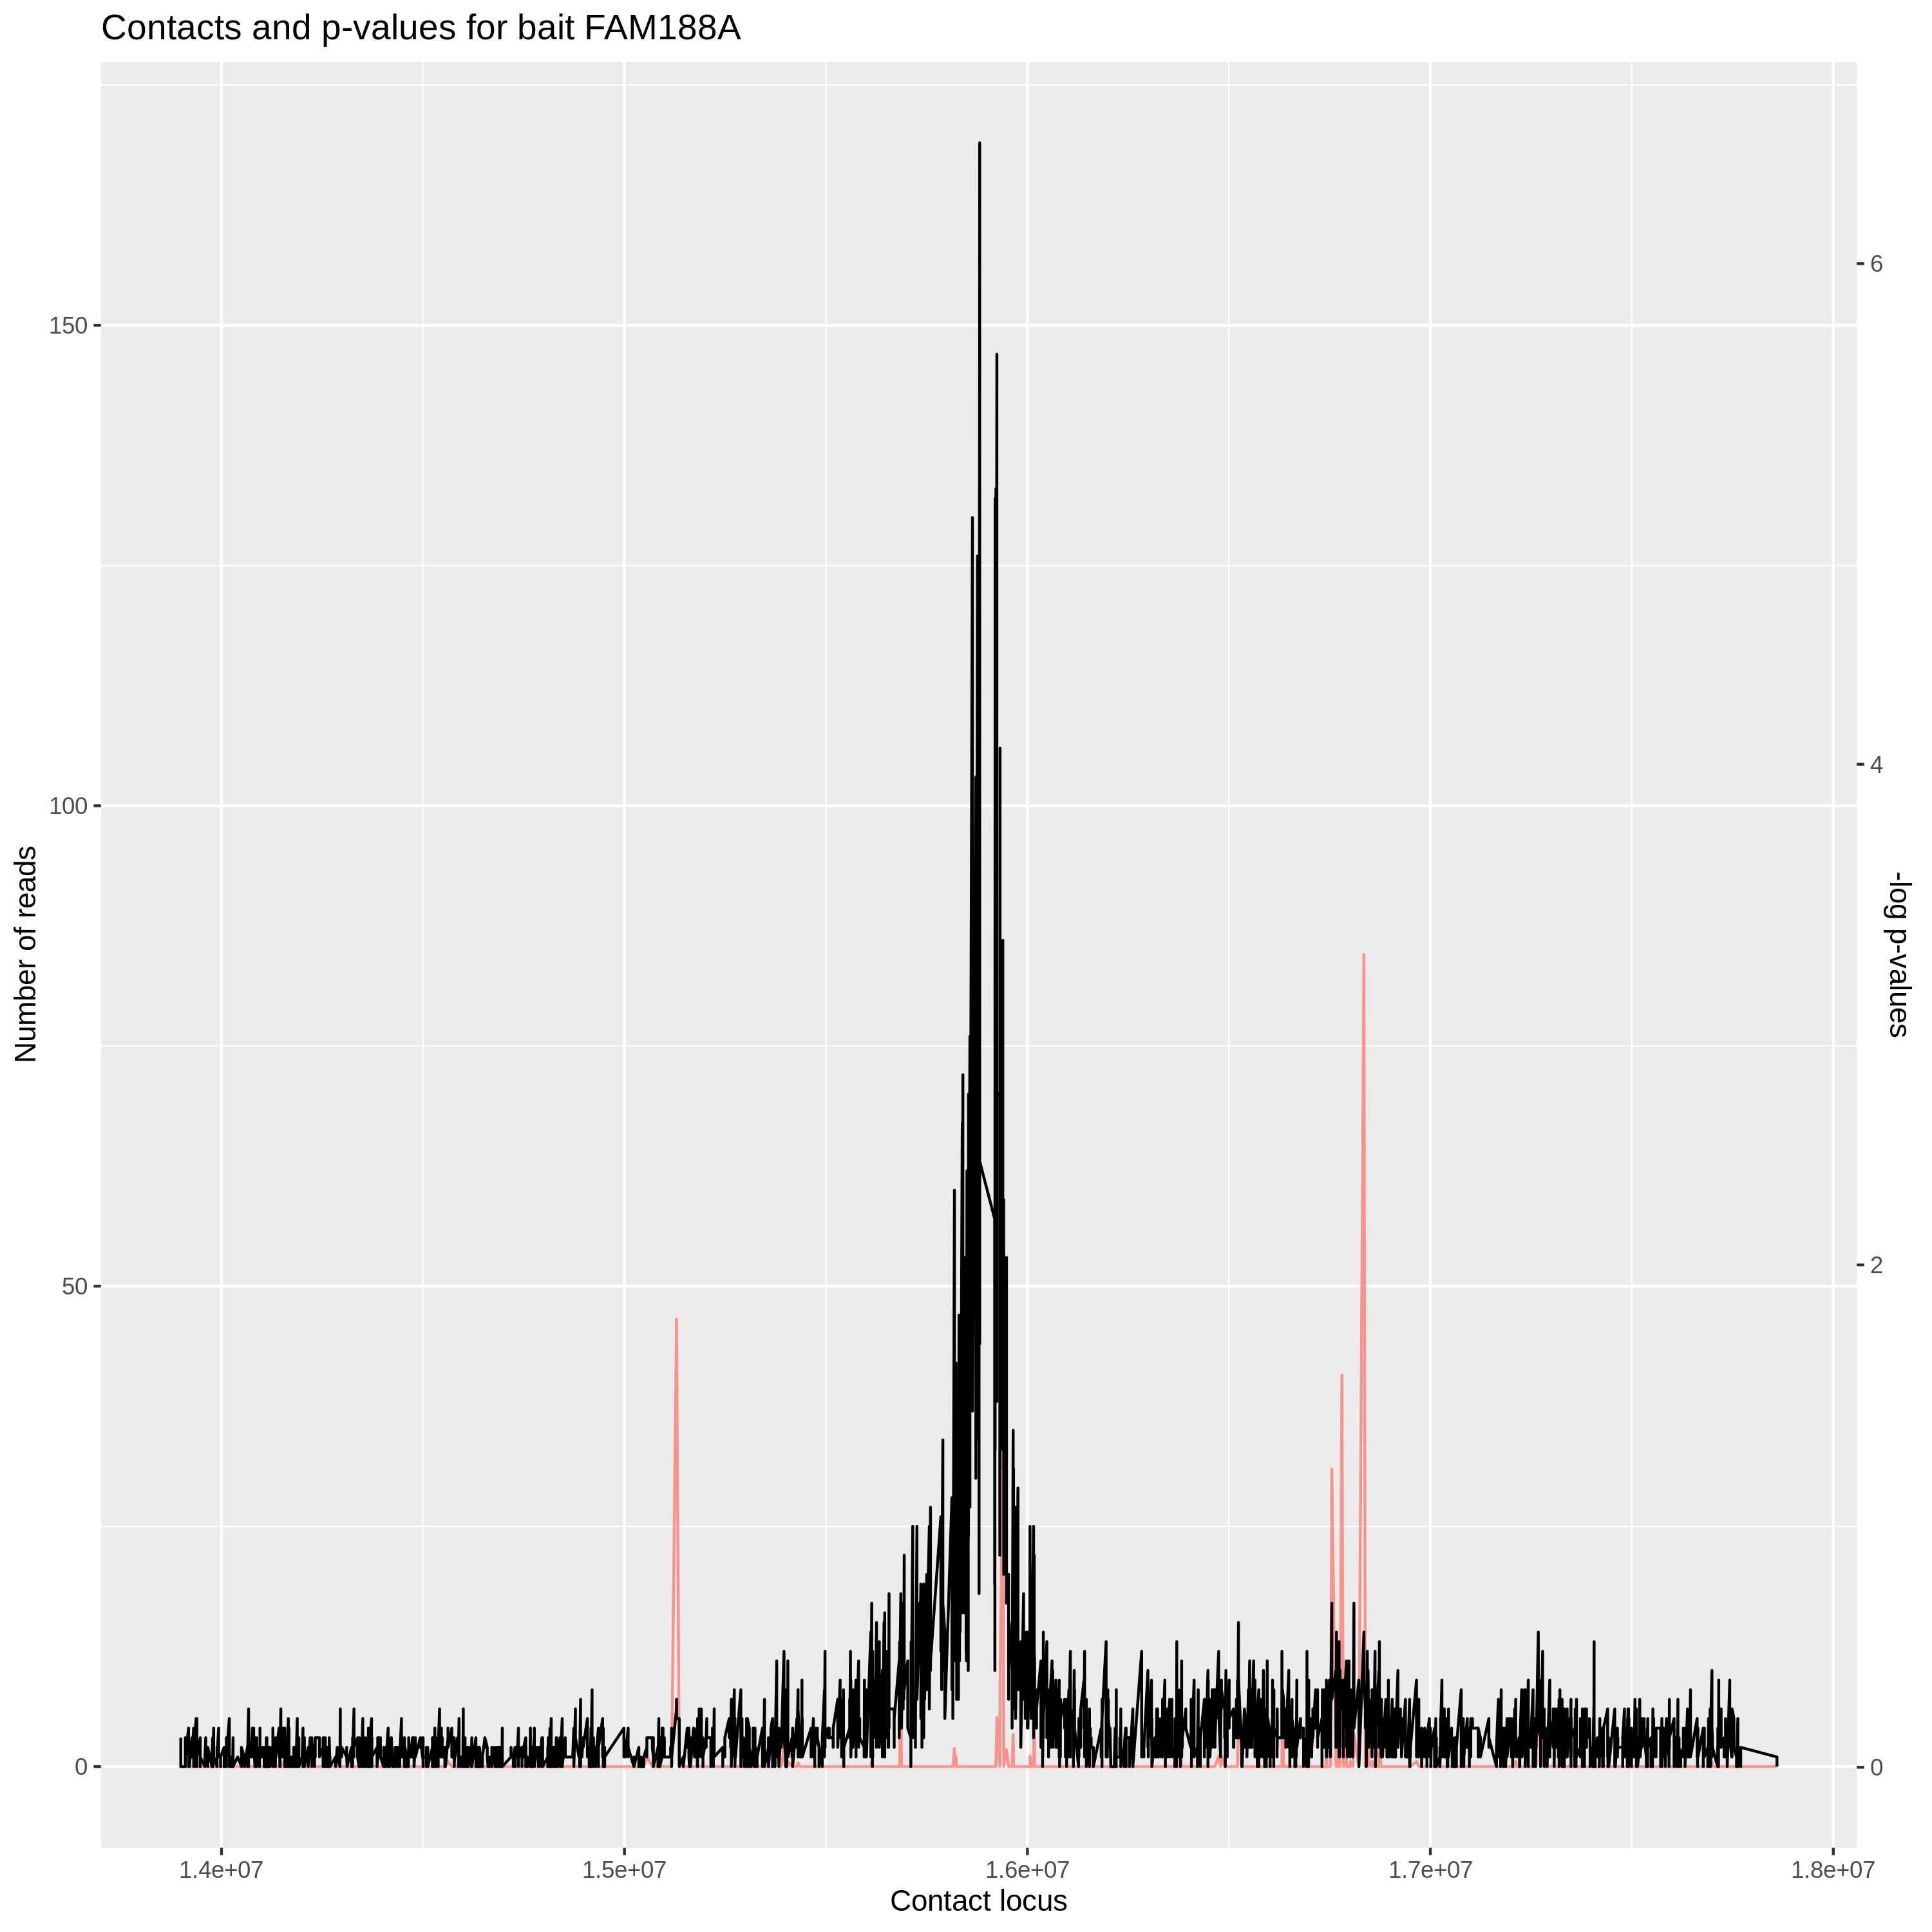 Contacts and p-values for bait FAM188A
Number of reads
150
100
50
0
6
4
2
0
-log p-values
1.4e+07
1.5e+07
1.6e+07
1.7e+07
1.8e+07
Contact locus